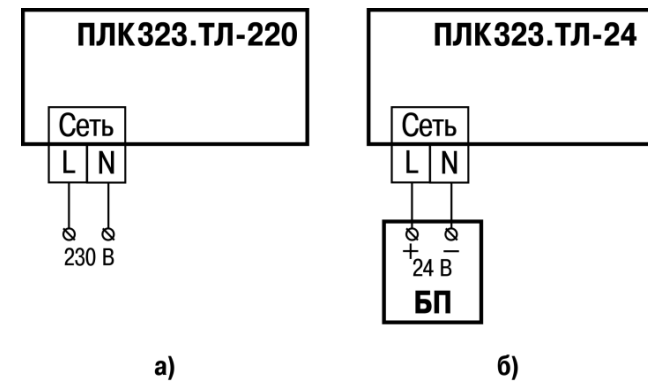 ПЛК323.ТЛ-220
Сеть
L N
230 В
а)
ПЛК323.ТЛ-24
Сеть
L N
+ −
24 В
БП
б)